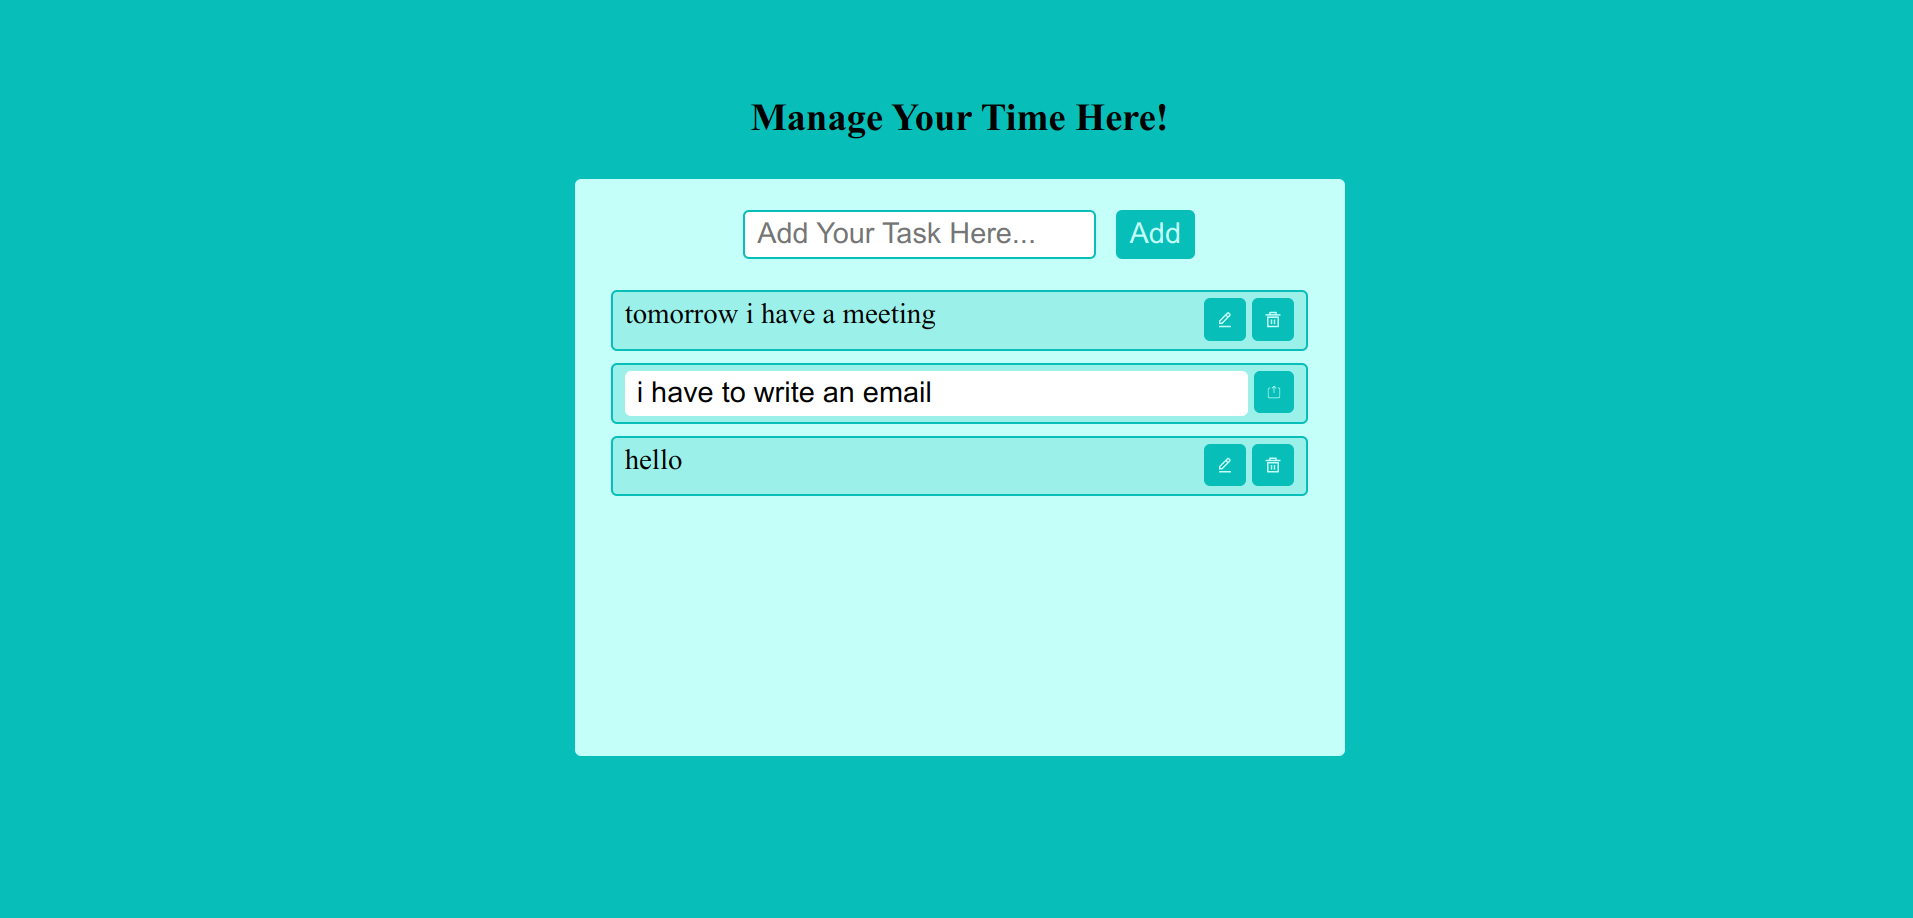 Manage Your Time Here!
Add Your Task Here...
Add
tomorrow i have a meeting
i have to write an email
hello